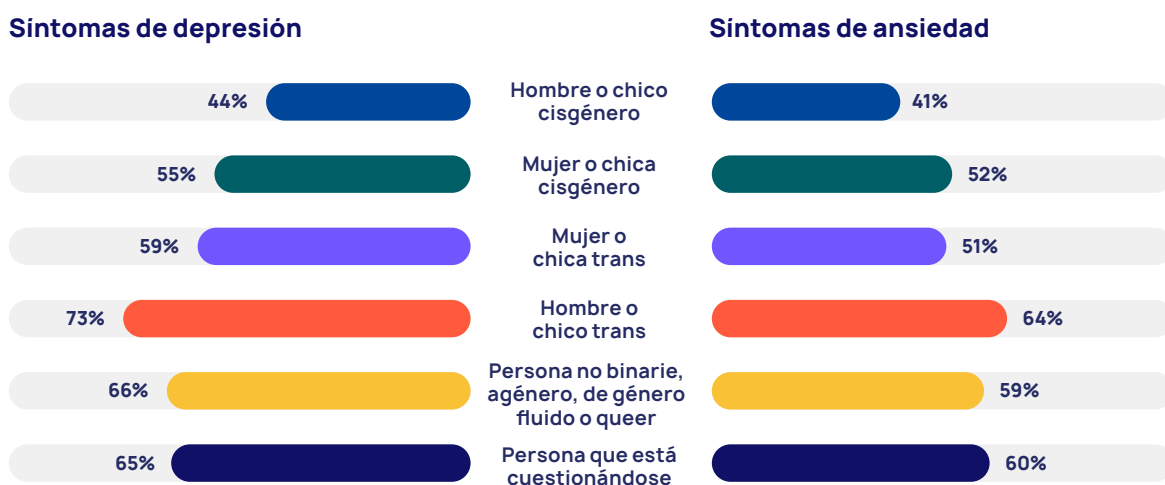 Síntomas de depresión
Síntomas de ansiedad
44%
Hombre o chico
cisgénero
41%
55%
Mujer o chica
cisgénero
52%
59%
Mujer o
chica trans
51%
73%
Hombre o
chico trans
64%
66%
Persona no binarie,
agénero, de género
fluido o queer
59%
65%
Persona que está
cuestionándose
60%